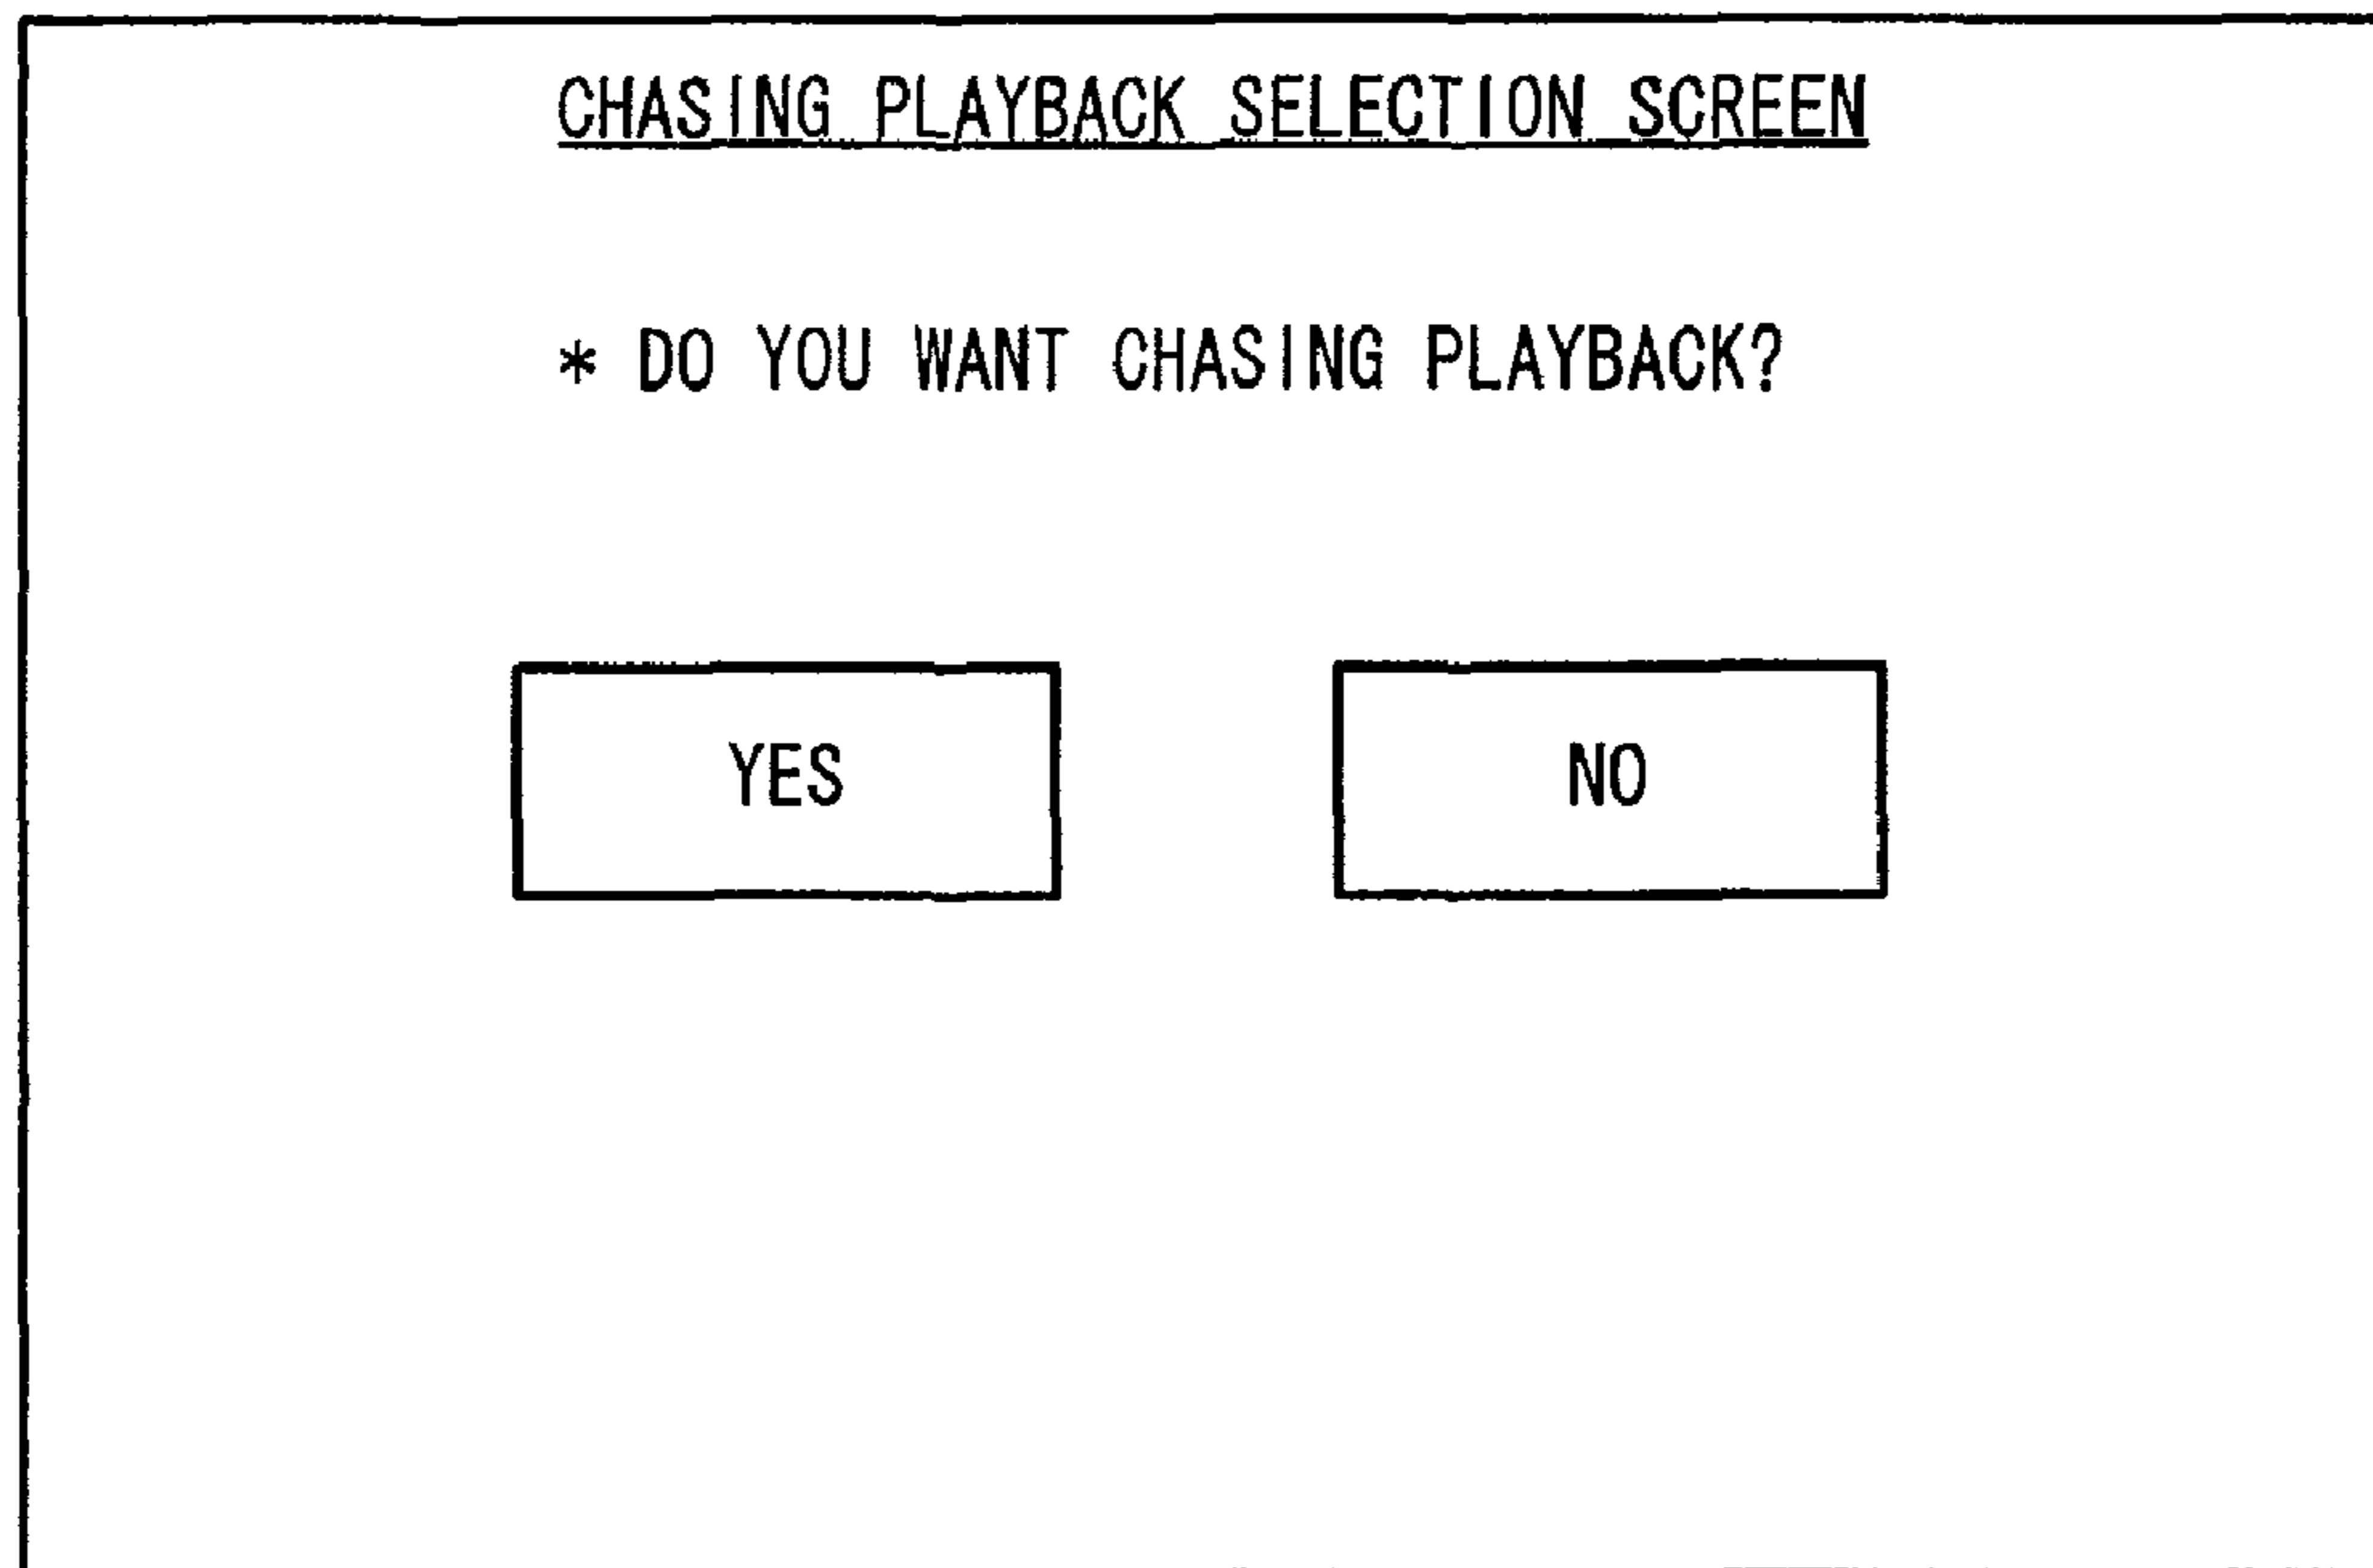 CHASING PLAYBACK SELECTION SCREEN
* DO YOU WANT CHASING PLAYBACK?
YES
NO